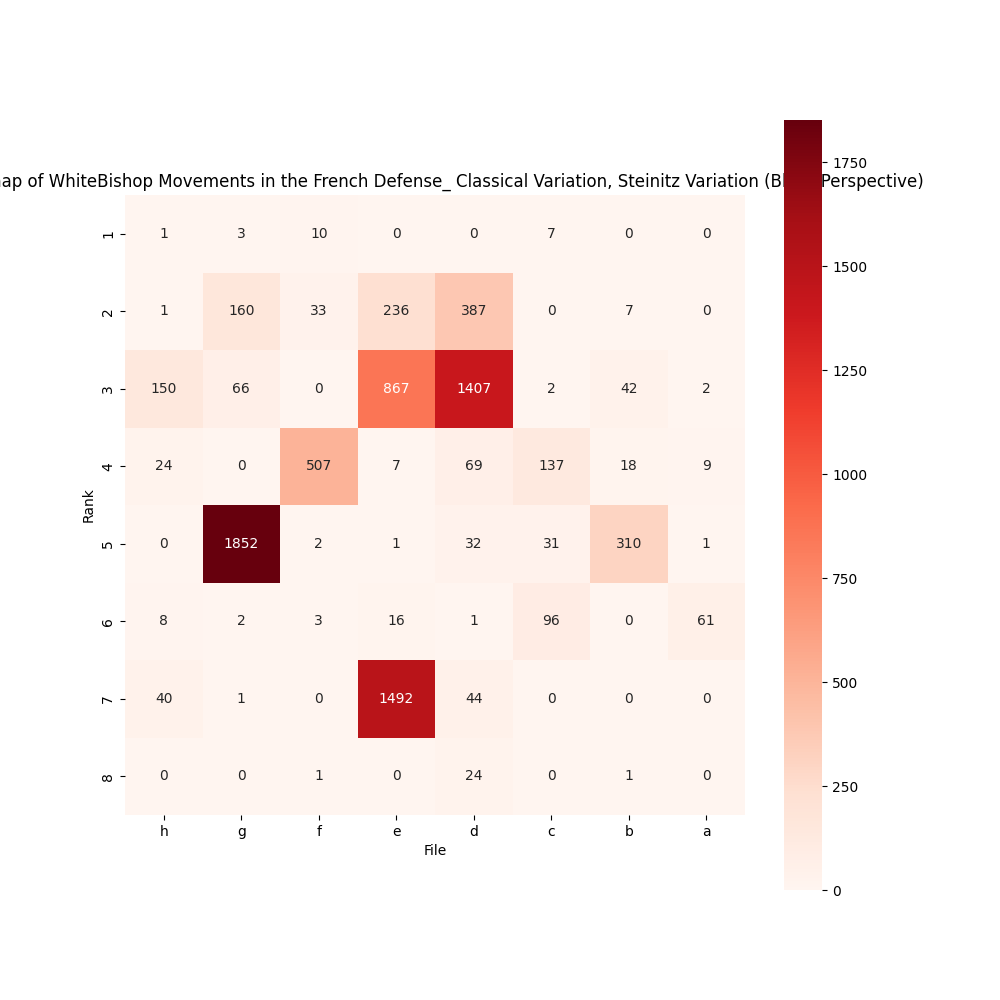 of WhiteBishop Movements in the French Defense_ Classical Variation, Steinitz Variation ( Perspective)
1 1 3 10 0 0 7 0 0
2 1 160 33 236 387 0 7 0
3 150 66 0 867 1407 2 42 2
4 24 0 507 7 69 137 18 9
5 0 1852 2 1 32 31 310 1
6 8 2 3 16 1 96 0 61
7 40 1 0 1492 44 0 0 0
8 0 0 1 0 24 0 1 0
h g f e d c b a
Rank
File
1750
1500
1250
1000
750
500
250
0